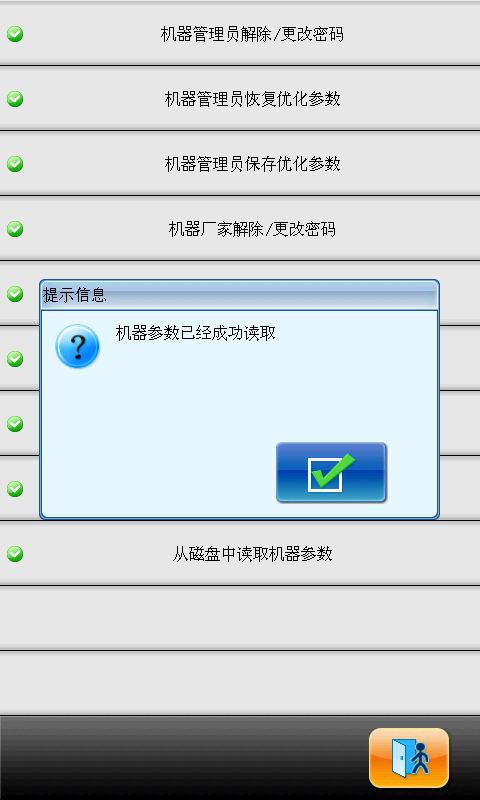 机器管理员解除/更改密码
机器管理员恢复优化参数
机器管理员保存优化参数
机器厂家解除/更改密码
提示信息
机器参数已经成功读取
从磁盘中读取机器参数